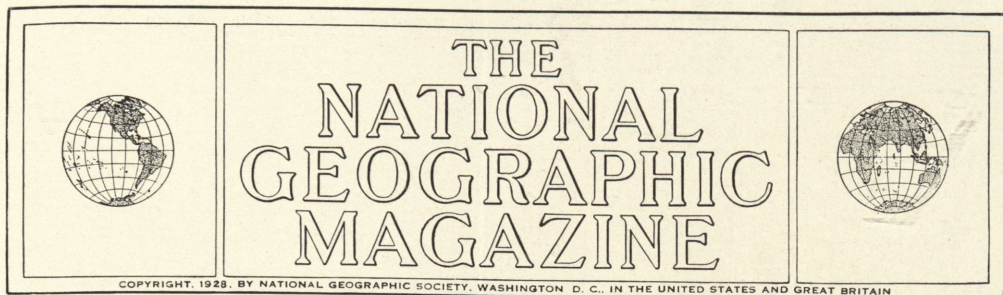 THE
NATIONAL
GEOGRAPHIC
MAGAZINE
COPYRIGHT, 1928, BY NATIONAL GEOGRAPHIC SOCIETY, WASHINGTON D. C., IN THE UNITED STATES AND GREAT BRITAIN